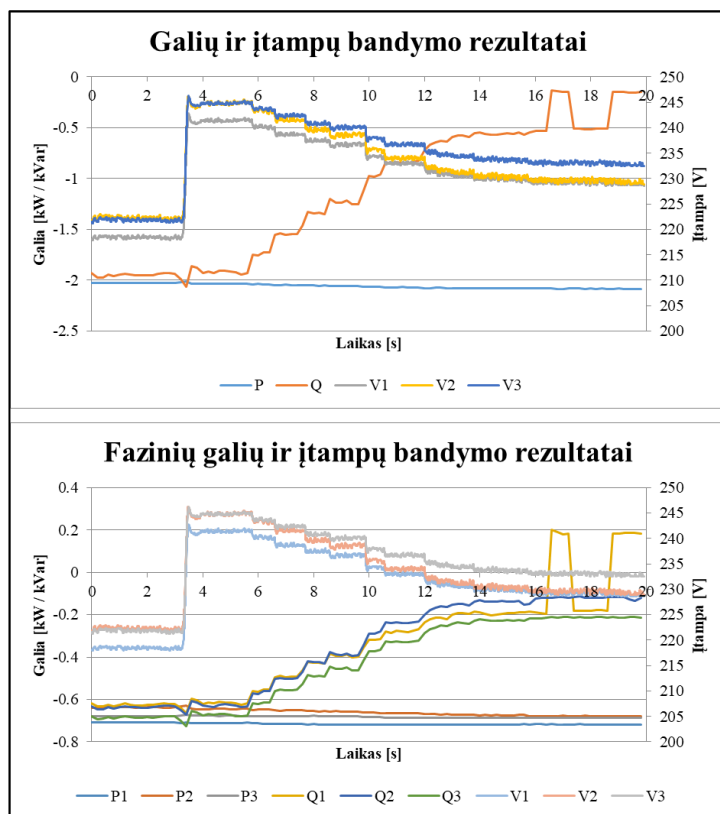 Galių ir įtampų bandymo rezultatai
0
-0.5
-1
-1.5
-2
-2.5
Galia [kW / kVar]
0 2 4 6 8 10 12 14 16 18 20
250
245
240
235
230
225
220
215
210
205
200
Įtampa [V]
Laikas [s]
P Q V1 V2 V3
Fazinių galių ir įtampų bandymo rezultatai
0.4
0.2
0
-0.2
-0.4
-0.6
-0.8
Galia [kW / kVar]
0 2 4 6 8 10 12 14 16 18 20
250
245
240
235
230
225
220
215
210
205
200
Įtampa [V]
Laikas [s]
P1 P2 P3 Q1 Q2 Q3 V1 V2 V3